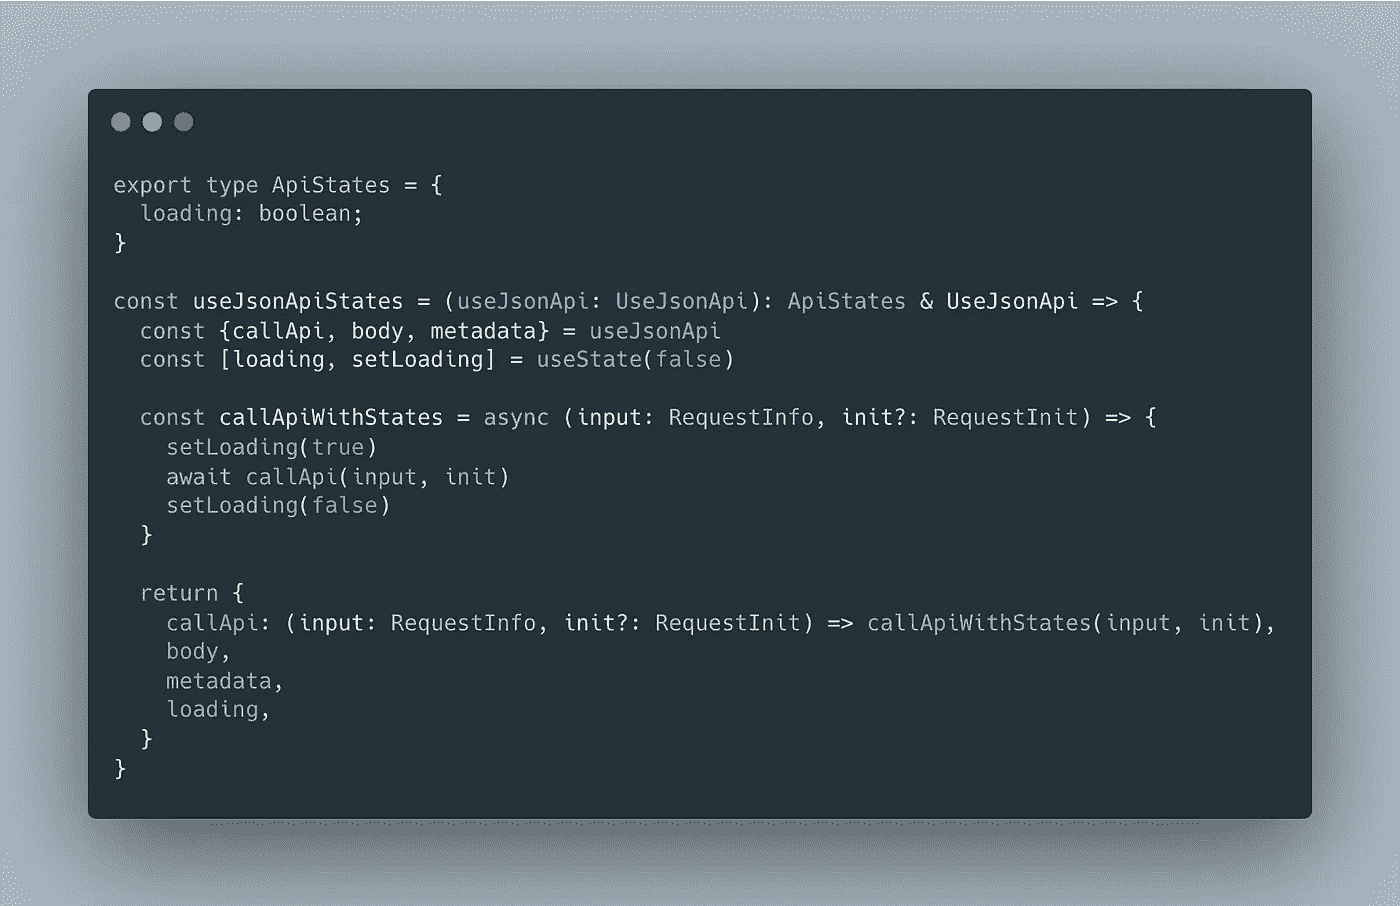 export type ApiStates = {
  loading: boolean;
}

const useJsonApiStates = (useJsonApi: UseJsonApi): ApiStates & UseJsonApi => {
  const {callApi, body, metadata} = useJsonApi
  const [loading, setLoading] = useState(false)

  const callApiWithStates = async (input: RequestInfo, init?: RequestInit) => {
    setLoading(true)
    await callApi(input, init)
    setLoading(false)
  }

  return {
    callApi: (input: RequestInfo, init?: RequestInit) => callApiWithStates(input, init),
    body,
    metadata,
    loading,
  }
}